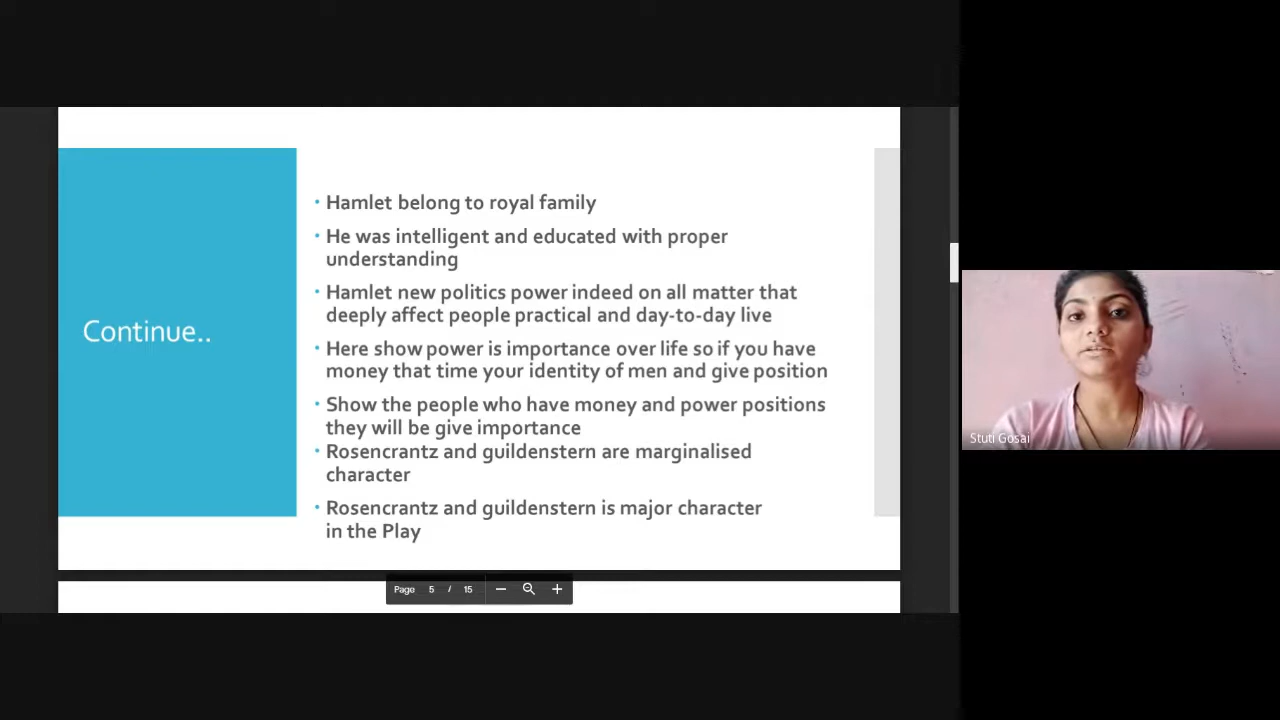 Continue..
• Hamlet belong to royal family
• He was intelligent and educated with proper
understanding
• Hamlet new politics power indeed on all matter that
deeply affect people practical and day-to-day live
• Here show power is importance over life so if you have
money that time your identity of men and give position
• Show the people who have money and power positions
they will be give importance
• Rosencrantz and guildenstern are marginalised
character
• Rosencrantz and guildenstern is major character
in the Play
Page 5 / 15
Stuti Gosai